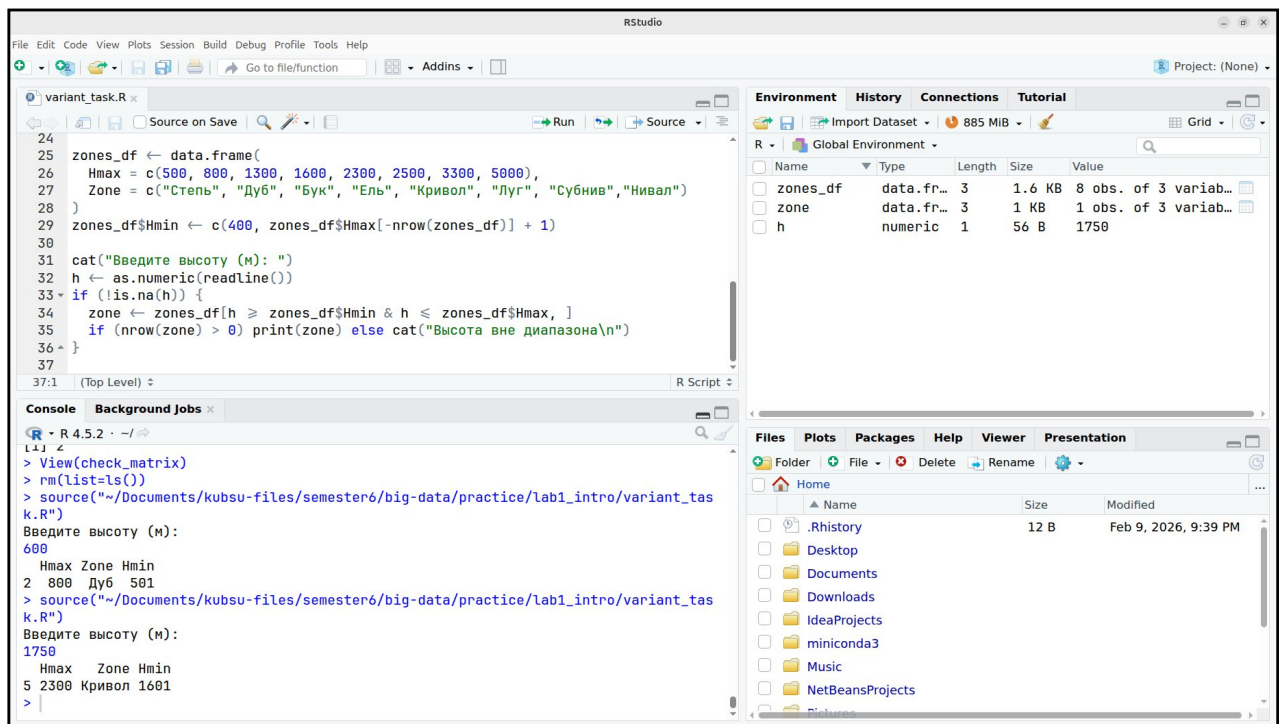 RStudio
File Edit Code View Plots Session Build Debug Profile Tools Help
Go to file/function
Addins
Project: (None)
variant_task.R
Source on Save
Run
Source
24
25 zones_df ← data.frame(
26 Hmax = c(500, 800, 1300, 1600, 2300, 2500, 3300, 5000),
27 Zone = c("Степь", "Дуб", "Бук", "Ель", "Кривол", "Луг", "Субнив","Нивал")
28 )
29 zones_df$Hmin ← c(400, zones_df$Hmax[-nrow(zones_df)] + 1)
30
31 cat("Введите высоту (м): ")
32 h ← as.numeric(readline())
33 if (!is.na(h)) {
34 zone ← zones_df[h ⩾ zones_df$Hmin & h ⩽ zones_df$Hmax, ]
35 if (nrow(zone) > 0) print(zone) else cat("Высота вне диапазона\n")
36 }
37
37:1 (Top Level) R Script
Console Background Jobs
R 4.5.2 · ~/
[1] 2
> View(check_matrix)
> rm(list=ls())
> source("~/Documents/kubsu-files/semester6/big-data/practice/lab1_intro/variant_tas
k.R")
Введите высоту (м):
600
Hmax Zone Hmin
2 800 Дуб 501
> source("~/Documents/kubsu-files/semester6/big-data/practice/lab1_intro/variant_tas
k.R")
Введите высоту (м):
1750
Hmax Zone Hmin
5 2300 Кривол 1601
>
Environment History Connections Tutorial
Import Dataset 885 MiB Grid
R Global Environment
Name Type Length Size Value
zones_df data.fr… 3 1.6 KB 8 obs. of 3 variab…
zone data.fr… 3 1 KB 1 obs. of 3 variab…
h numeric 1 56 B 1750
Files Plots Packages Help Viewer Presentation
Folder File Delete Rename
Home ...
Name Size Modified
.Rhistory 12 B Feb 9, 2026, 9:39 PM
Desktop
Documents
Downloads
IdeaProjects
miniconda3
Music
NetBeansProjects
Pictures